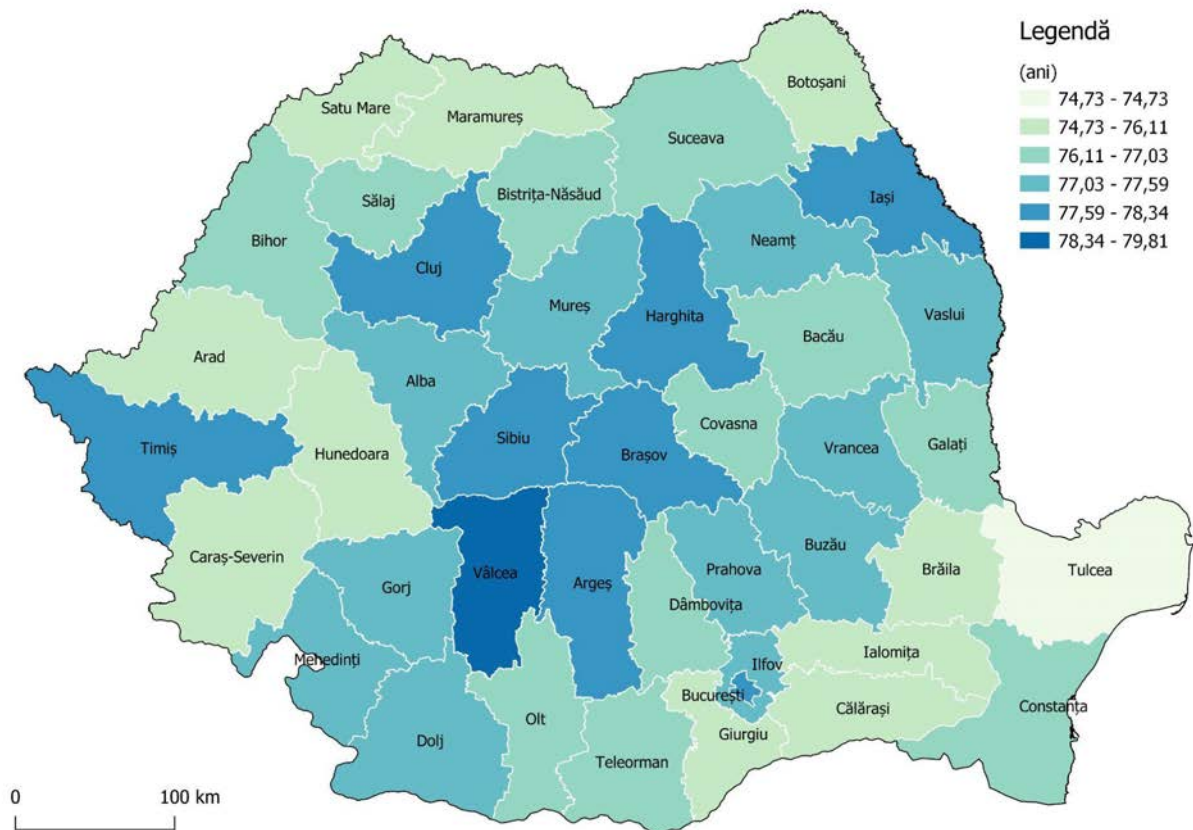 Legendă
(ani)
74,73 - 74,73
74,73 - 76,11
76,11 - 77,03
77,03 - 77,59
77,59 - 78,34
78,34 - 79,81
Botoșani
Satu Mare
Maramureș
Suceava
Iași
Sălaj
Bistrița-Năsăud
Bihor
Neamț
Cluj
Mureș
Harghita
Vaslui
Bacău
Arad
Alba
Covasna
Sibiu
Timiș
Hunedoara
Brașov
Vrancea
Galați
Caraș-Severin
Buzău
Gorj
Vâlcea
Argeș
Prahova
Brăila
Tulcea
Dâmbovița
Mehedinți
Ilfov
Ialomița
București
Călărași
Constanța
Olt
Giurgiu
Dolj
Teleorman
0 100 km